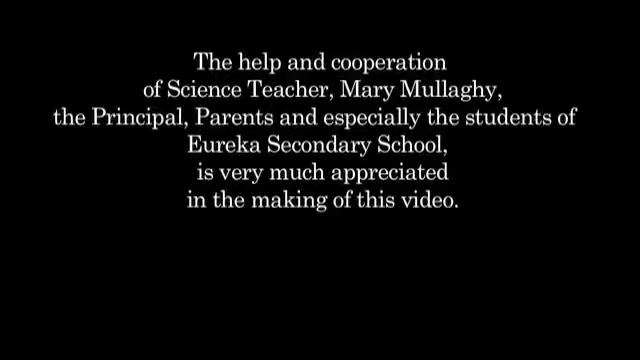 The help and cooperation
of Science Teacher, Mary Mullaghy,
the Principal, Parents and especially the students of
Eureka Secondary School,
is very much appreciated
in the making of this video.